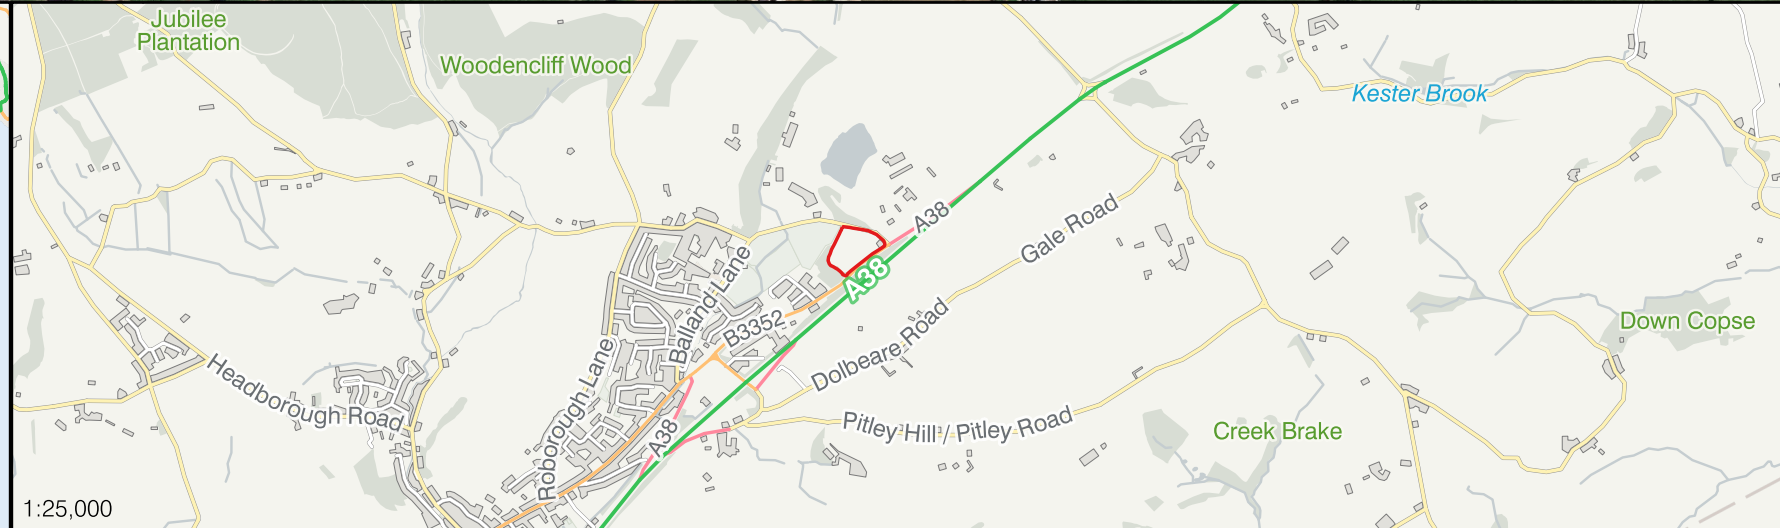 Jubilee
Plantation
Woodencliff Wood
Kester Brook
A38
Gale Road
A38
Balland Lane
B3352
Down Copse
Dolbeare Road
Headborough Road
Roborough Lane
A38
Pitley Hill / Pitley Road
Creek Brake
1:25,000